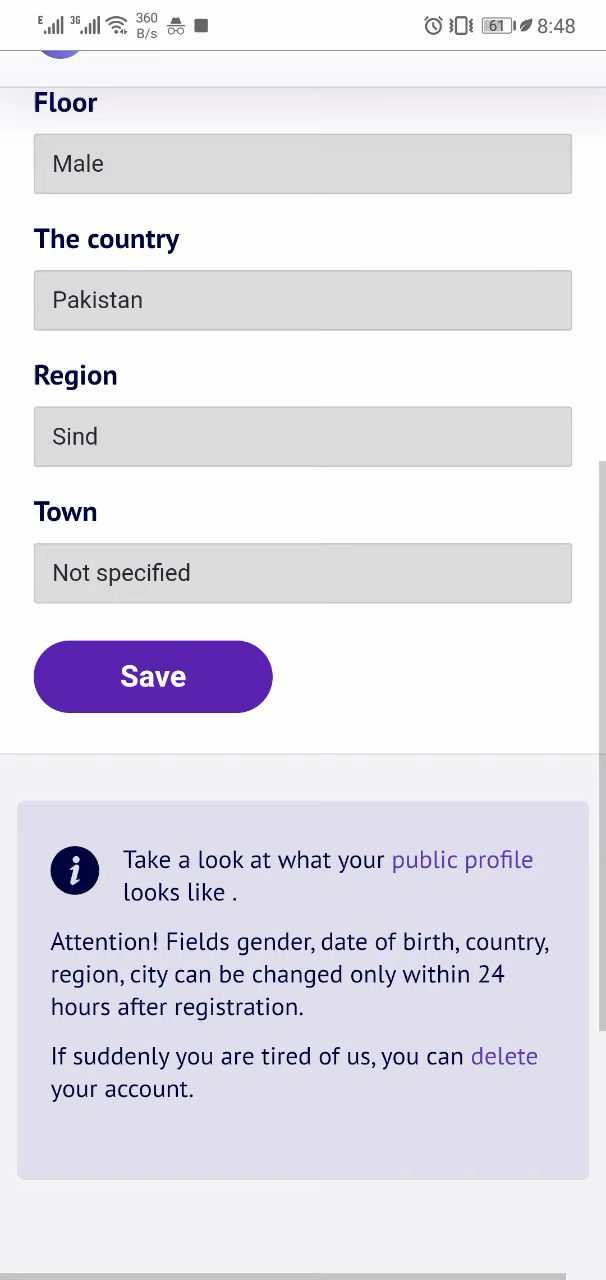 E 3G 360 B/s 61 8:48
Floor
Male
The country
Pakistan
Region
Sind
Town
Not specified
Save
Take a look at what your public profile
looks like .
Attention! Fields gender, date of birth, country,
region, city can be changed only within 24
hours after registration.
If suddenly you are tired of us, you can delete
your account.